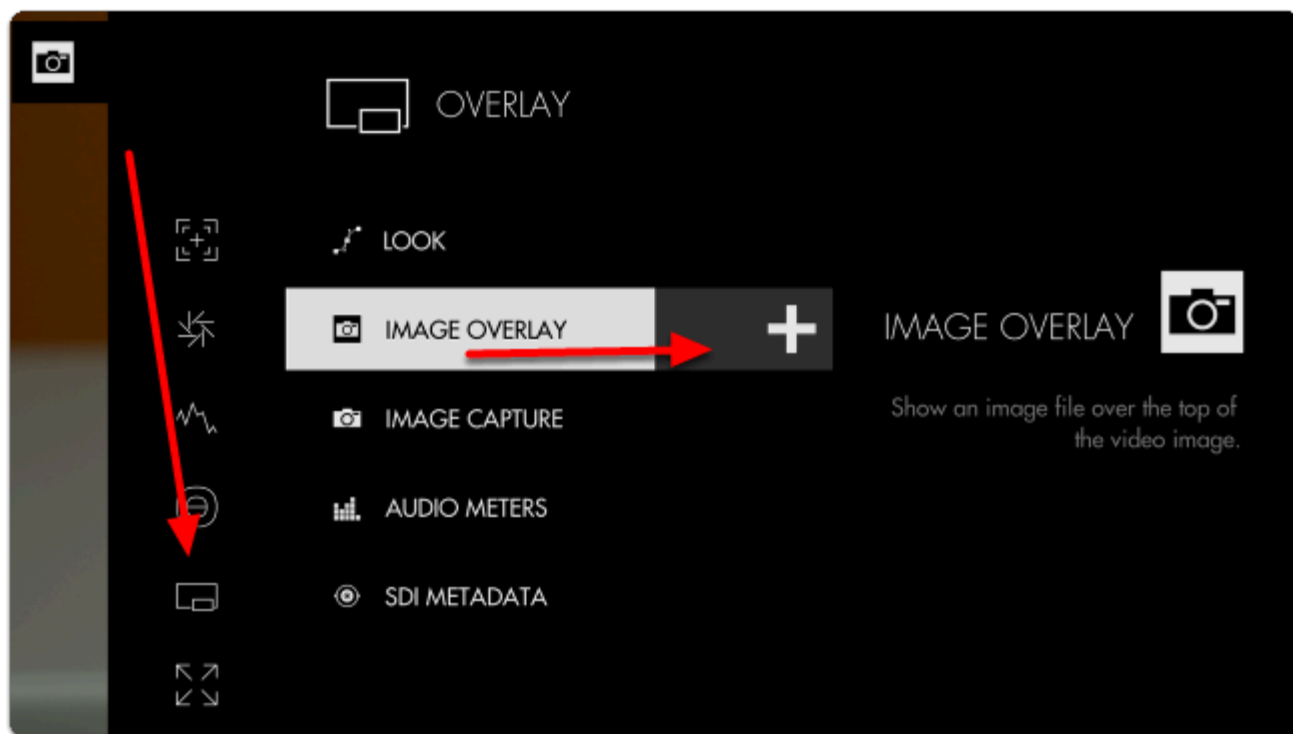 OVERLAY
LOOK
IMAGE OVERLAY
IMAGE CAPTURE
AUDIO METERS
SDI METADATA
IMAGE OVERLAY
Show an image file over the top of
the video image.